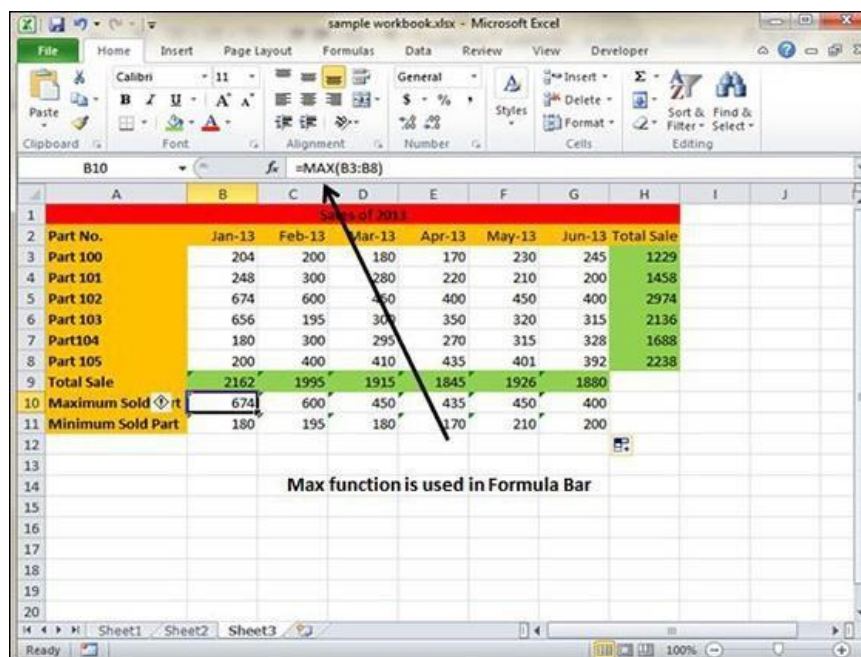 sample workbook.xlsx - Microsoft Excel
File Home Insert Page Layout Formulas Data Review View Developer
Calibri 11 General Insert Σ
Paste B I U A A $ % , Styles Delete Sort & Find &
A Format Filter Select
Clipboard Font Alignment Number Cells Editing
B10 fx =MAX(B3:B8)
A B C D E F G H I J
1 Sales of 2013
2 Part No. Jan-13 Feb-13 Mar-13 Apr-13 May-13 Jun-13 Total Sale
3 Part 100 204 200 180 170 230 245 1229
4 Part 101 248 300 280 220 210 200 1458
5 Part 102 674 600 450 400 450 400 2974
6 Part 103 656 195 300 350 320 315 2136
7 Part104 180 300 295 270 315 328 1688
8 Part 105 200 400 410 435 401 392 2238
9 Total Sale 2162 1995 1915 1845 1926 1880
10 Maximum Sold rt 674 600 450 435 450 400
11 Minimum Sold Part 180 195 180 170 210 200
12
13
14 Max function is used in Formula Bar
15
16
17
18
19
20
Sheet1 Sheet2 Sheet3
Ready 100%